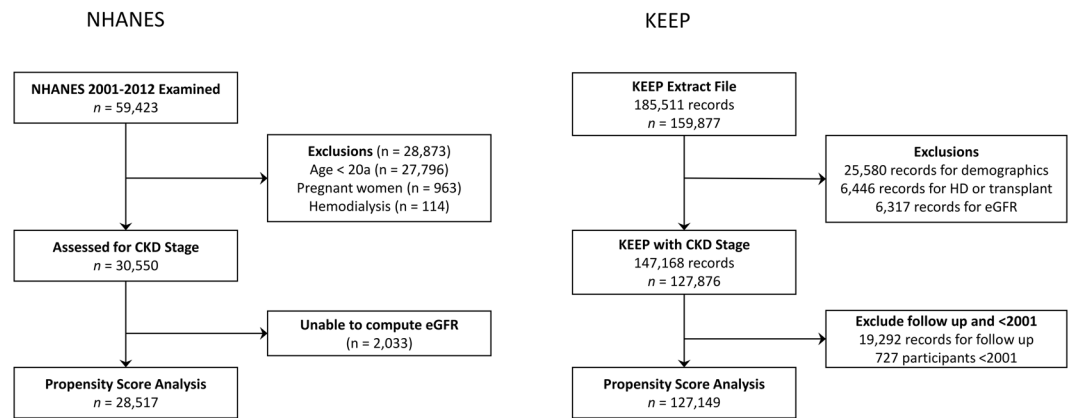 NHANES
NHANES 2001-2012 Examined
n = 59,423
Exclusions (n = 28,873)
Age < 20a (n = 27,796)
Pregnant women (n = 963)
Hemodialysis (n = 114)
Assessed for CKD Stage
n = 30,550
Unable to compute eGFR
(n = 2,033)
Propensity Score Analysis
n = 28,517
KEEP
KEEP Extract File
185,511 records
n = 159,877
Exclusions
25,580 records for demographics
6,446 records for HD or transplant
6,317 records for eGFR
KEEP with CKD Stage
147,168 records
n = 127,876
Exclude follow up and <2001
19,292 records for follow up
727 participants <2001
Propensity Score Analysis
n = 127,149